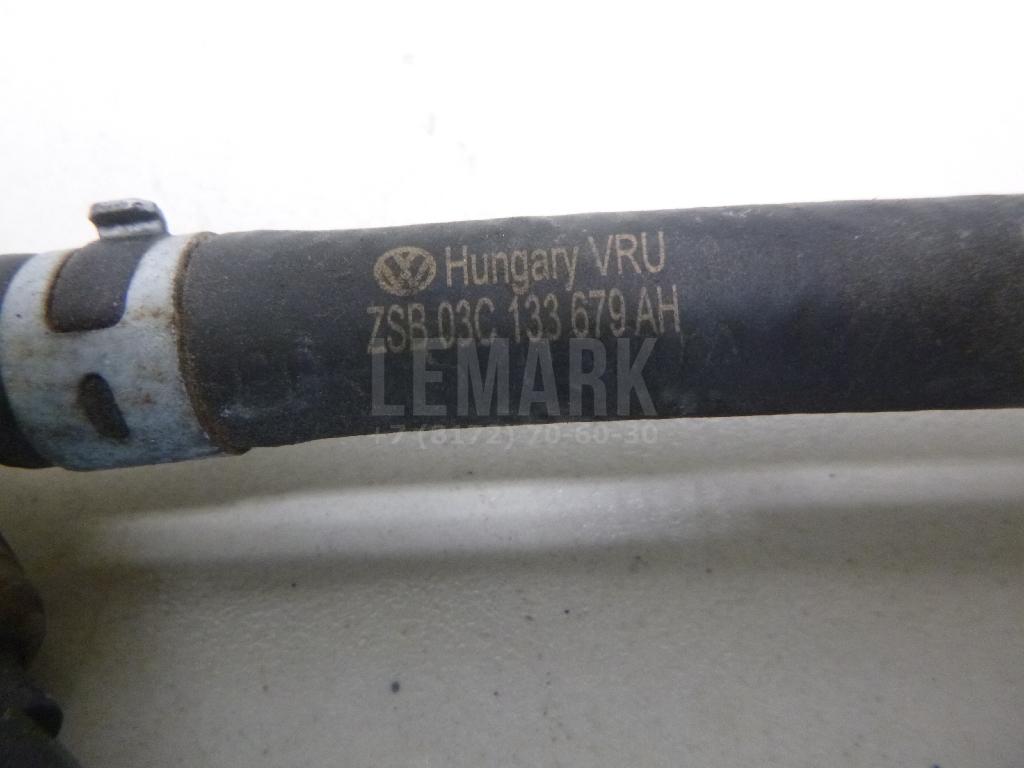 Hungary VRU
ZSB 03C 133 679 AH
LEMARK
+7 (8172) 70-60-30